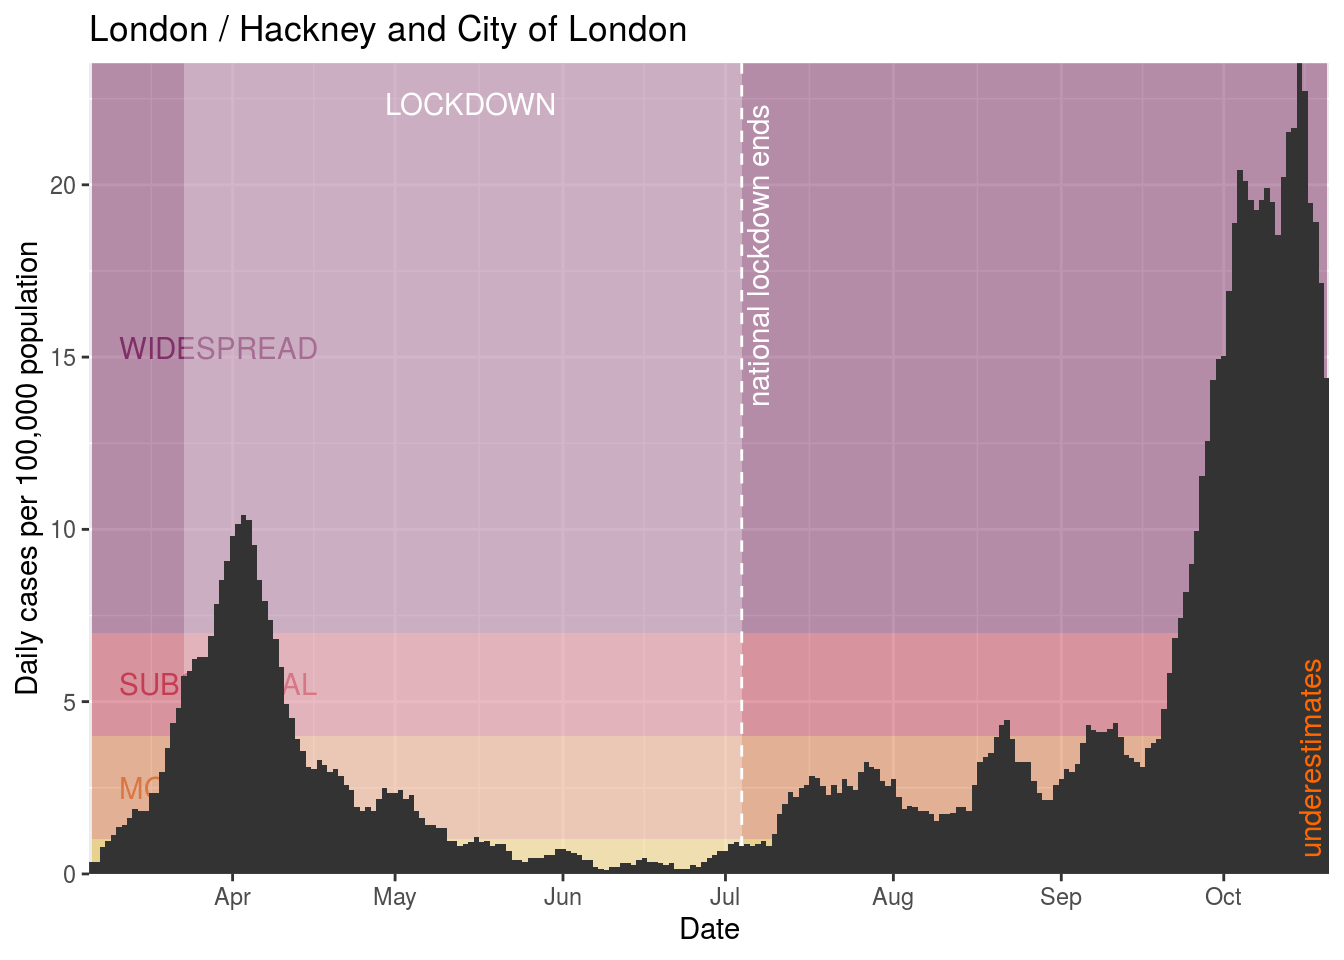 London / Hackney and City of London
Daily cases per 100,000 population
20
15
10
5
0
LOCKDOWN
WIDESPREAD
national lockdown ends
underestimates
Apr
May
Jun
Jul
Aug
Sep
Oct
Date